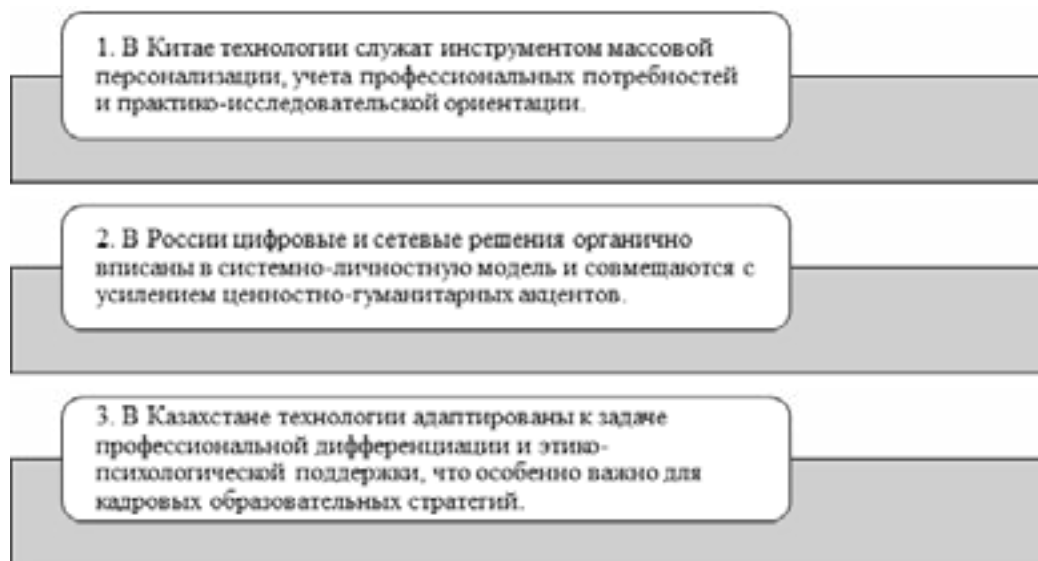 1. В Китае технологии служат инструментом массовой
персонализации, учета профессиональных потребностей
и практико-исследовательской ориентации.
2. В России цифровые и сетевые решения органично
вписаны в системно-личностную модель и совмещаются с
усилением ценностно-гуманитарных акцентов.
3. В Казахстане технологии адаптированы к задаче
профессиональной дифференциации и этико-
психологической поддержки, что особенно важно для
кадровых образовательных стратегий.